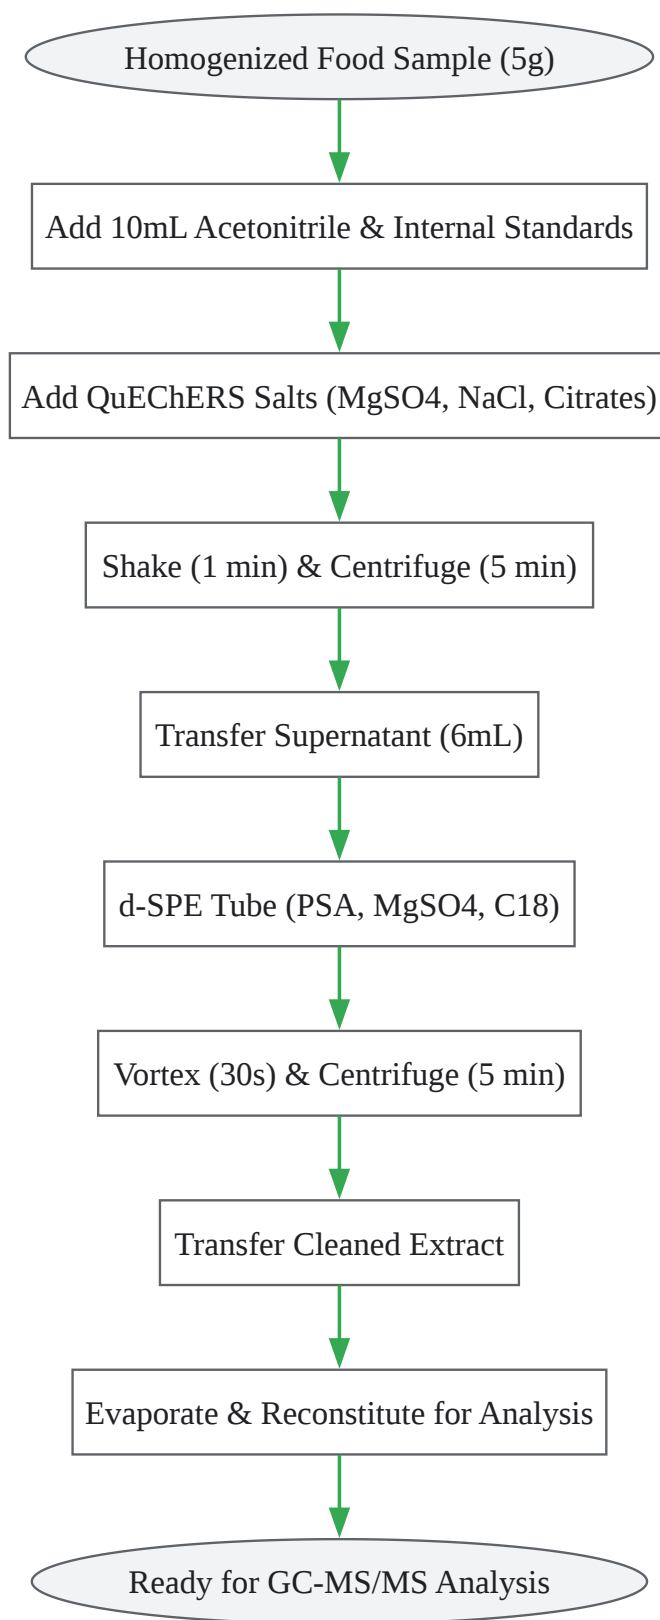 Homogenized Food Sample (5g)
Add 10mL Acetonitrile & Internal Standards
Add QuEChERS Salts (MgSO4, NaCl, Citrates)
Shake (1 min) & Centrifuge (5 min)
Transfer Supernatant (6mL)
d-SPE Tube (PSA, MgSO4, C18)
Vortex (30s) & Centrifuge (5 min)
Transfer Cleaned Extract
Evaporate & Reconstitute for Analysis
Ready for GC-MS/MS Analysis